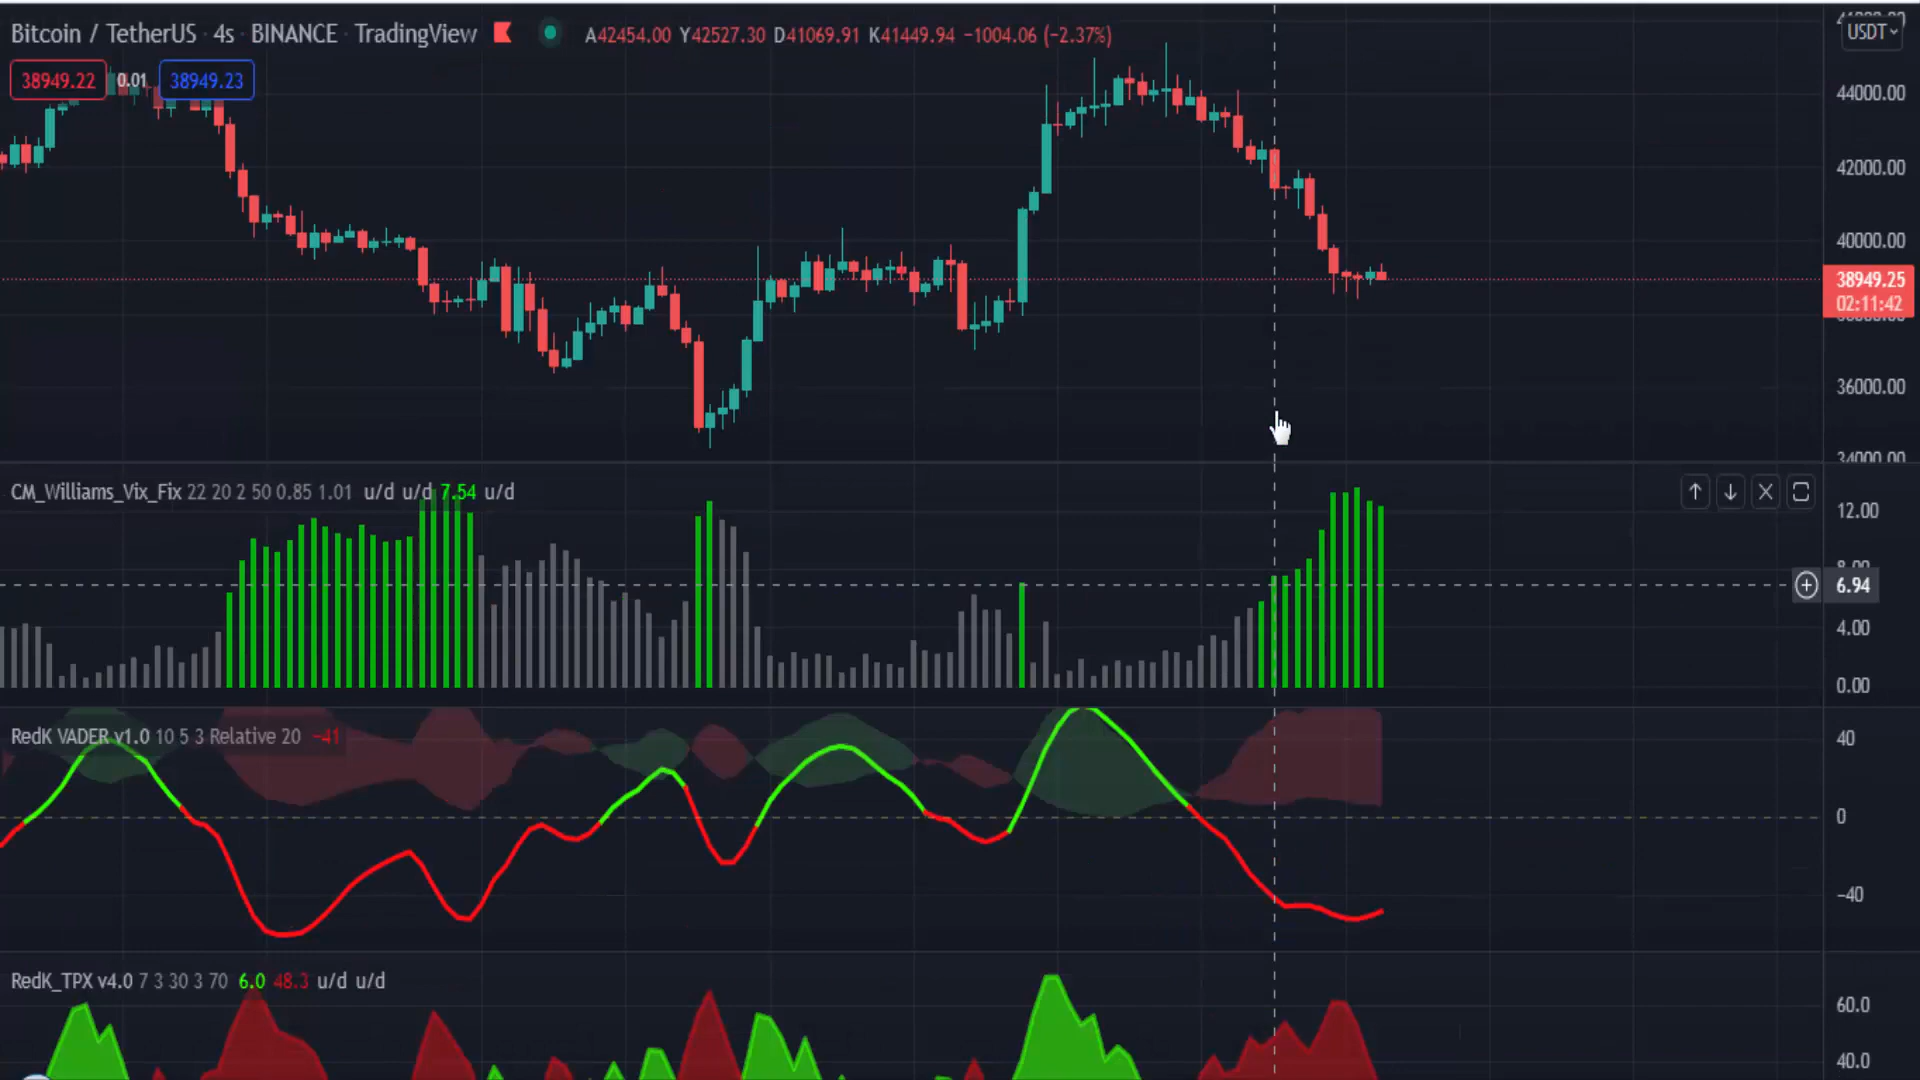 Bitcoin / TetherUS · 4s · BINANCE · TradingView
A42454.00 Y42527.30 D41069.91 K41449.94 −1004.06 (−2.37%)
USDT
38949.22 0.01 38949.23
44000.00
42000.00
40000.00
38949.25
02:11:42
36000.00
34000.00
CM_Williams_Vix_Fix 22 20 2 50 0.85 1.01 u/d u/d 7.54 u/d
12.00
8.00
6.94
4.00
0.00
RedK VADER v1.0 10 5 3 Relative 20 −41
40
0
−40
RedK_TPX v4.0 7 3 30 3 70 6.0 48.3 u/d u/d
60.0
40.0